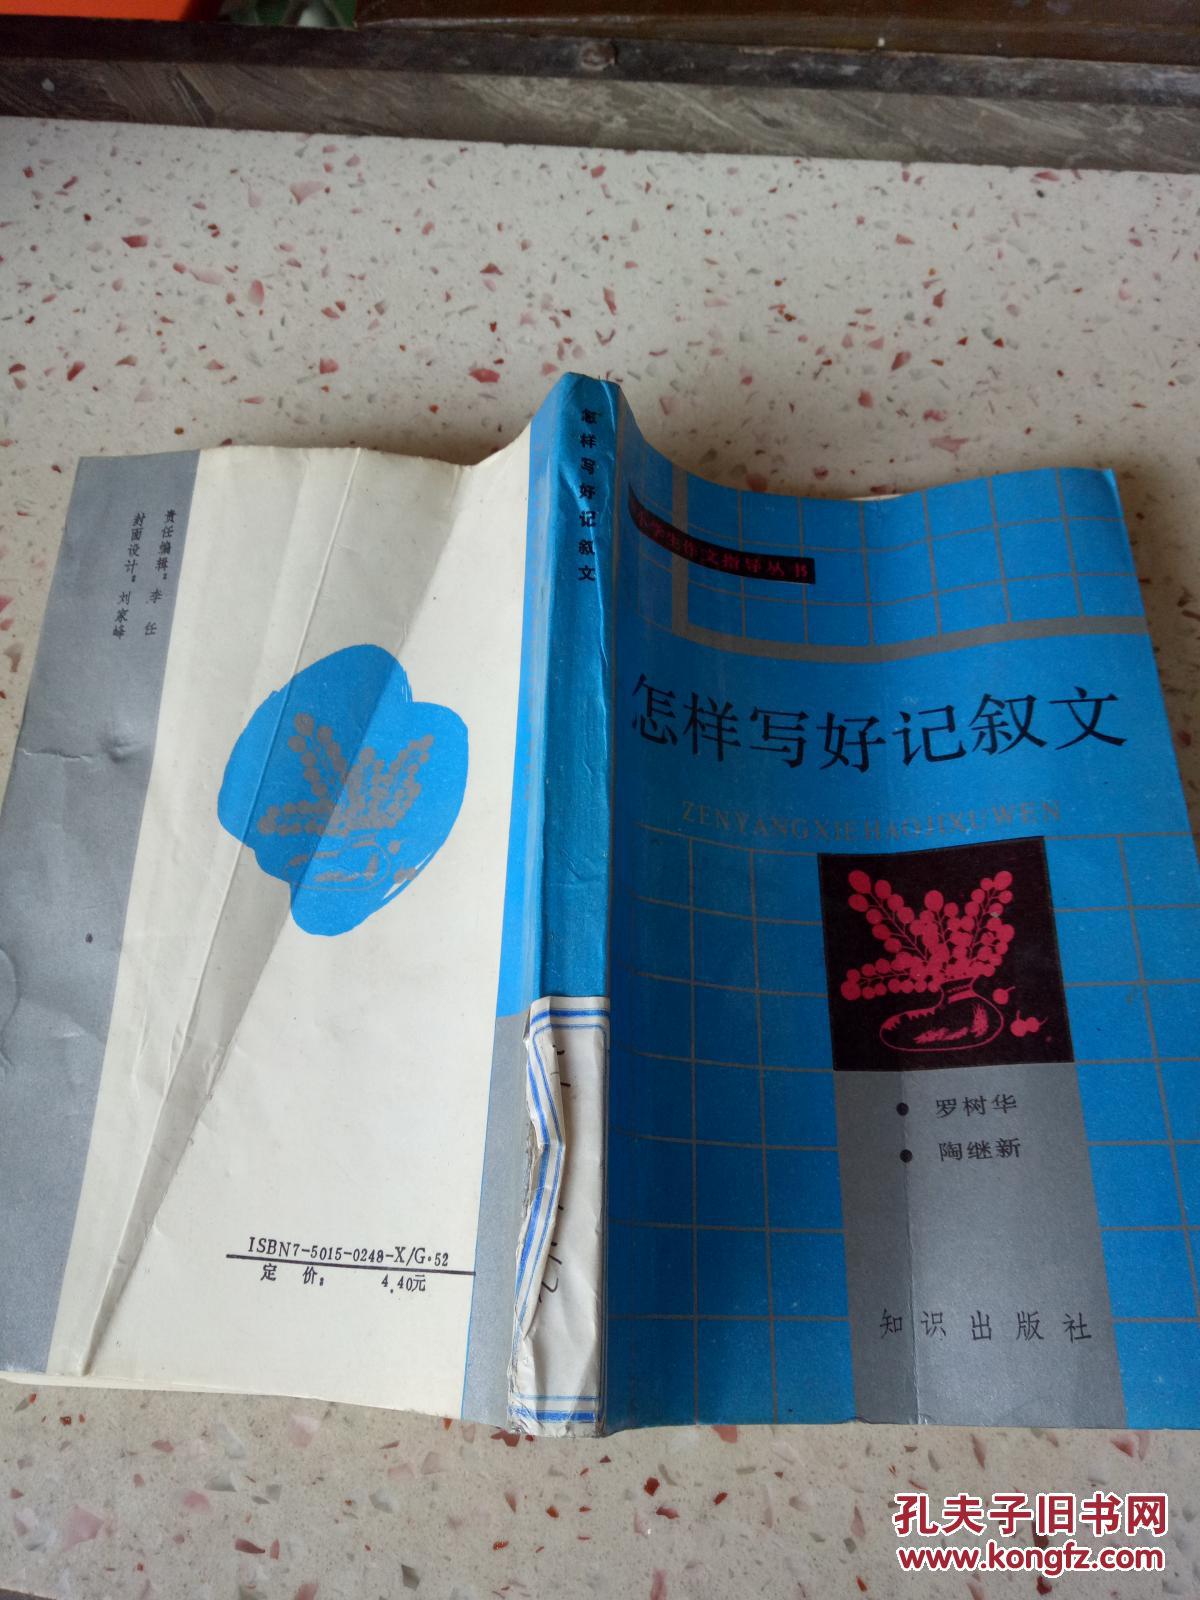 责任编辑：李 任
封面设计：刘家峰
ISBN7-5015-0248-X/G·52
定 价： 4.40元
怎样写好记叙文
小学生作文指导丛书
怎样写好记叙文
ZENYANGXIEHAOJIXUWEN
• 罗树华
• 陶继新
知识出版社
孔夫子旧书网
www.kongfz.com